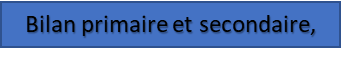 Bilan primaire et secondaire,